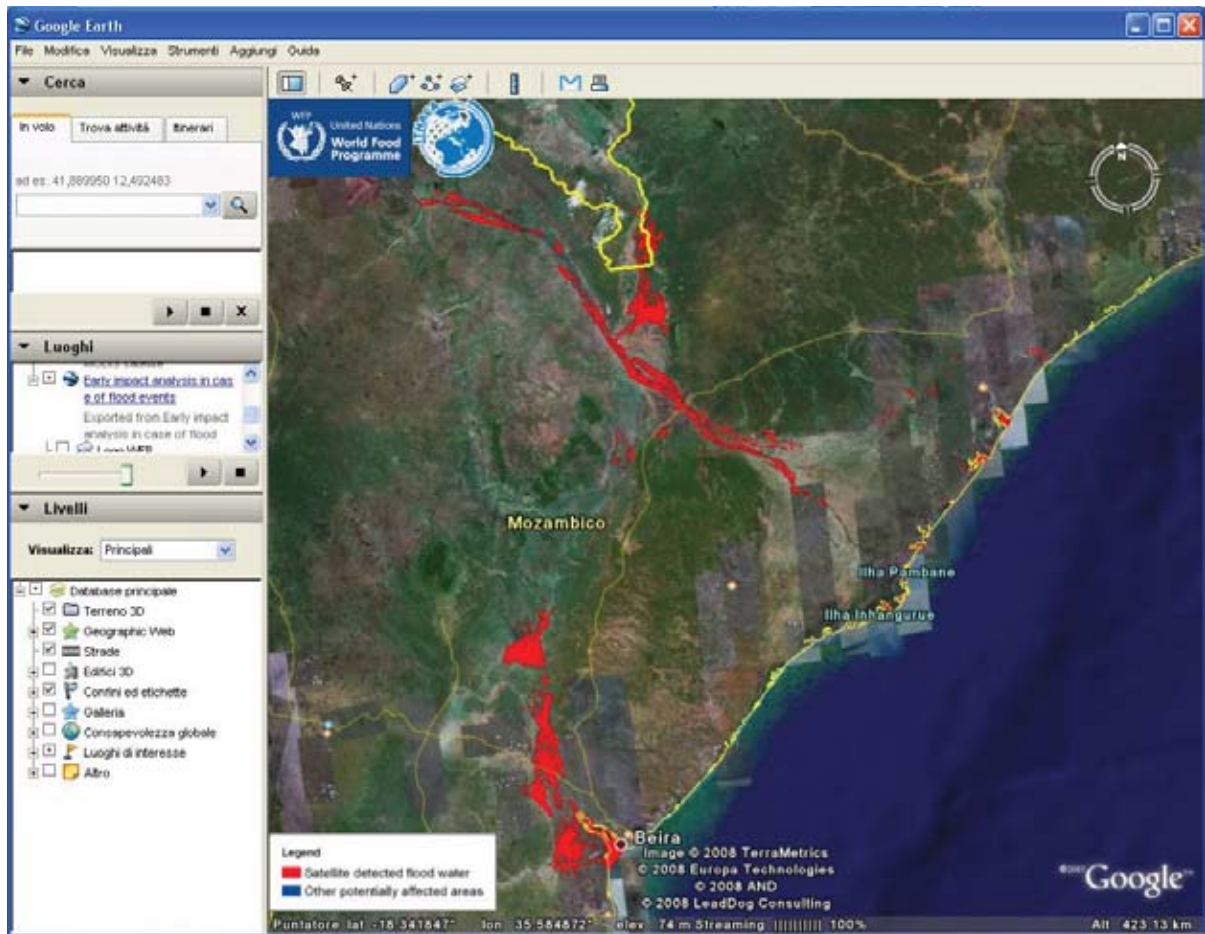 Google Earth
File Modifica Visualizza Strumenti Aggiungi Guida
Cerca
In volo Trova attività Itinerari
ad es: 41,889950 12,492483
Luoghi
Early impact analysis in cas
e of flood events
Exported from Early impact
analysis in case of flood
Logo WFP
Livelli
Visualizza: Principali
Database principale
Terreno 3D
Geographic Web
Strade
Edifici 3D
Confini ed etichette
Galleria
Consapevolezza globale
Luoghi di interesse
Altro
WFP
United Nations
World Food
Programme
N
Mozambico
Ilha Pambane
Ilha Inhangurue
Beira
Image © 2008 TerraMetrics
© 2008 Europa Technologies
© 2008 AND
© 2008 LeadDog Consulting
Legend
Satellite detected flood water
Other potentially affected areas
Google
Puntatore lat -18.341847° lon 35.584872° elev 74 m Streaming |||||||||| 100% Alt 423.13 km